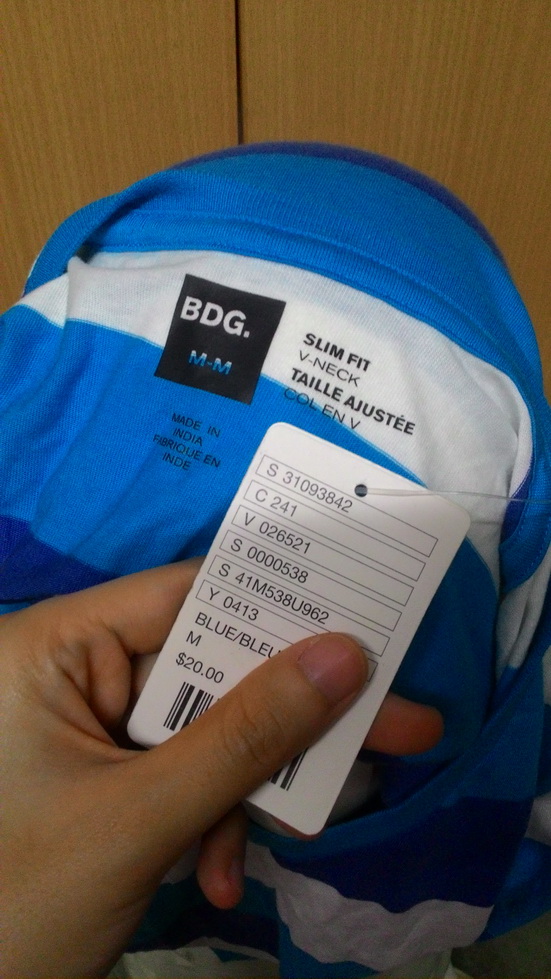 BDG.
M-M
SLIM FIT
V-NECK
TAILLE AJUSTÉE
COL EN V
MADE IN
INDIA
FABRIQUE EN
INDE
S 31093842
C 241
V 026521
S 0000538
S 41M538U962
Y 0413
BLUE/BLEU
M
$20.00